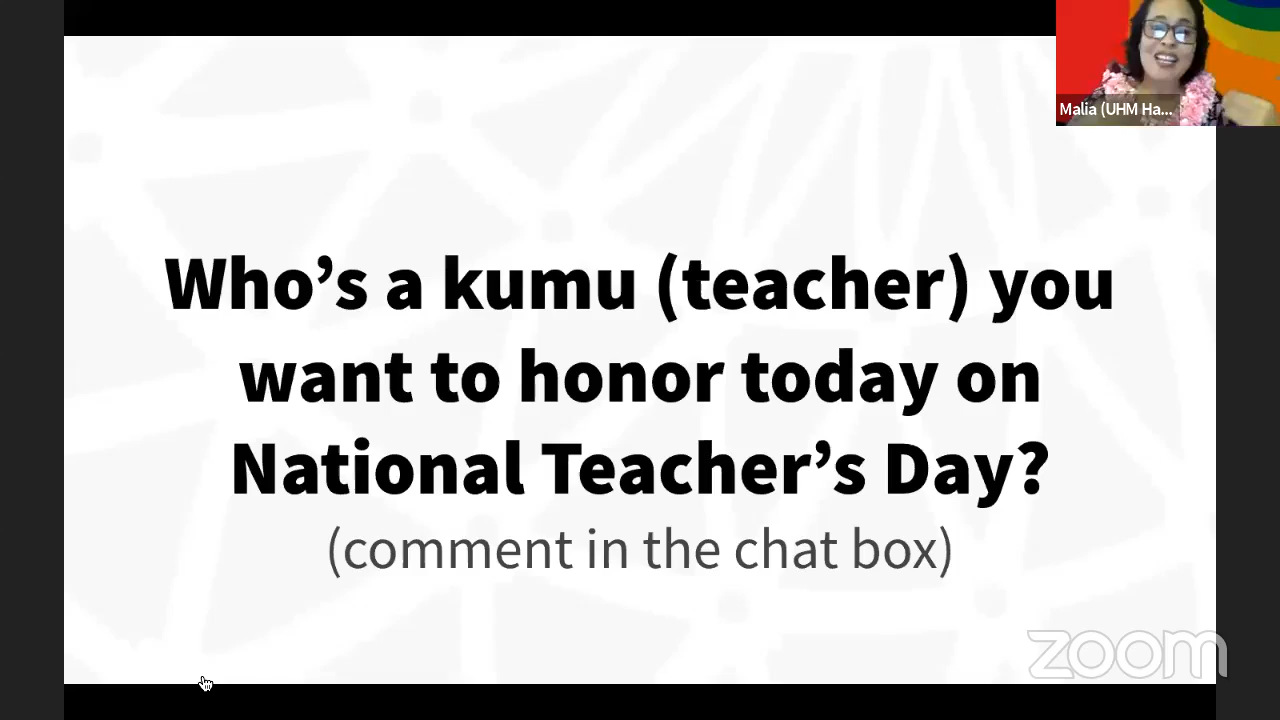 Malia (UHM Ha...
Who’s a kumu (teacher) you
want to honor today on
National Teacher’s Day?
(comment in the chat box)
zoom